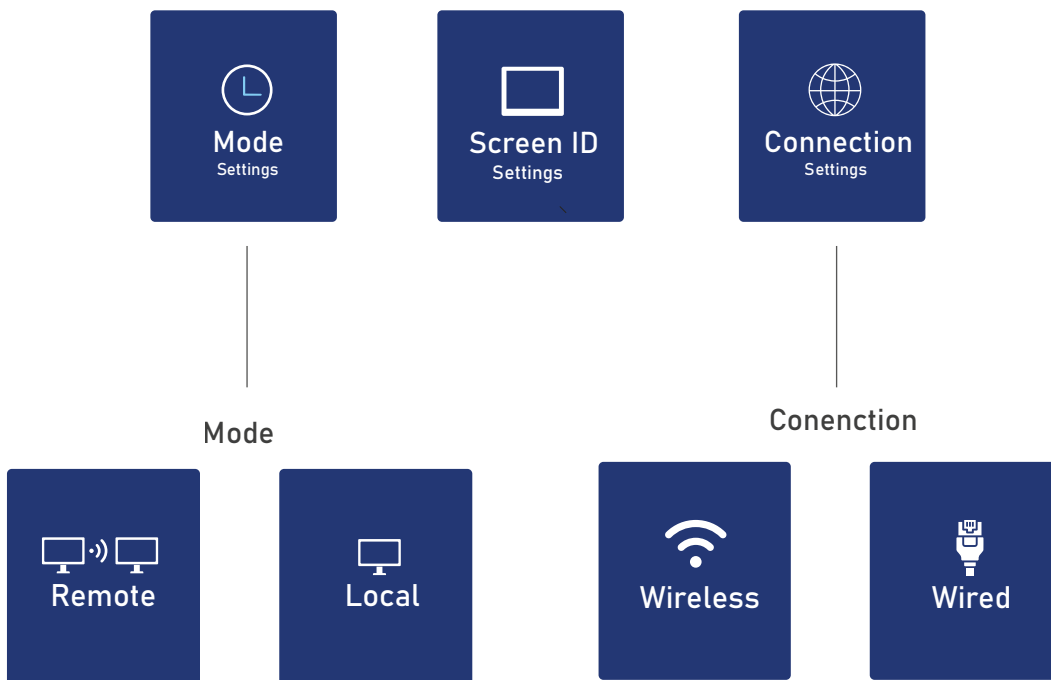 Mode
Settings
Screen ID
Settings
Connection
Settings
Mode
Conenction
Remote
Local
Wireless
Wired